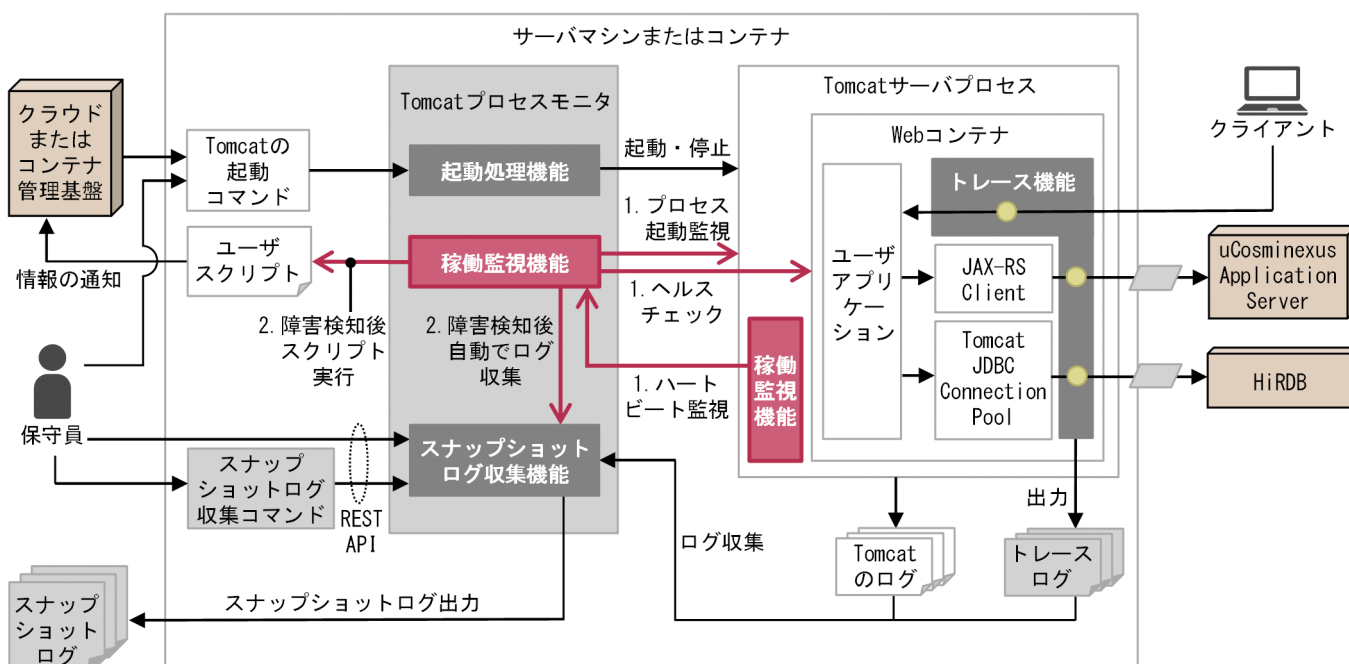 サーバマシンまたはコンテナ
クラウド
または
コンテナ
管理基盤
Tomcatの
起動
コマンド
Tomcatプロセスモニタ
起動処理機能
起動・停止
Tomcatサーバプロセス
Webコンテナ
トレース機能
クライアント
情報の通知
ユーザ
スクリプト
稼働監視機能
1. プロセス
起動監視
1. ヘルス
チェック
ユーザ
アプリ
ケー
ション
JAX-RS
Client
uCosminexus
Application
Server
2. 障害検知後
スクリプト
実行
2. 障害検知後
自動でログ
収集
1. ハート
ビート監視
稼働
監視
機能
Tomcat
JDBC
Connection
Pool
HiRDB
保守員
スナップ
ショットログ
収集コマンド
REST
API
スナップショット
ログ収集機能
ログ収集
出力
Tomcat
のログ
トレース
ログ
スナップショットログ出力
スナップ
ショット
ログ